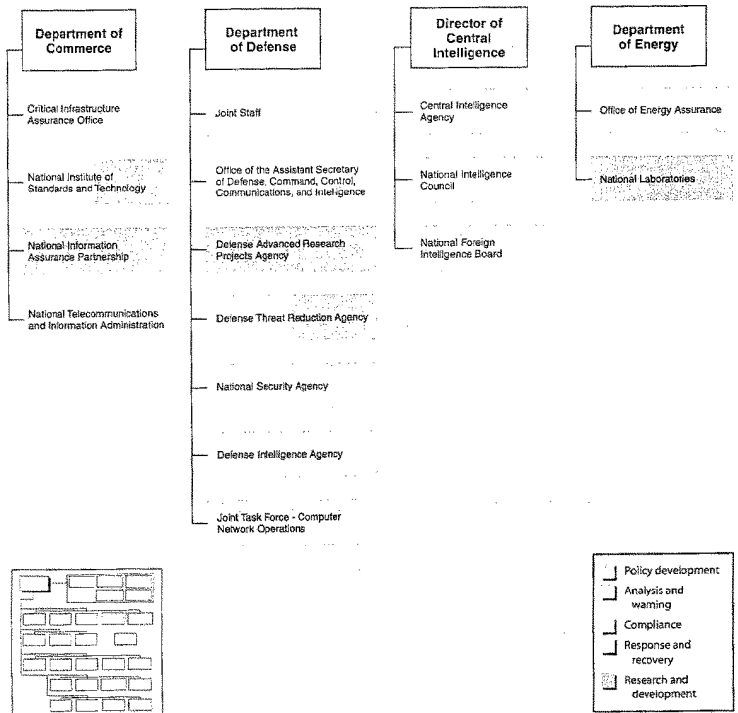 Department of
Commerce
Critical Infrastructure
Assurance Office
National Institute of
Standards and Technology
National Information
Assurance Partnership
National Telecommunications
and Information Administration
Department
of Defense
Joint Staff
Office of the Assistant Secretary
of Defense, Command, Control,
Communications, and Intelligence
Defense Advanced Research
Projects Agency
Defense Threat Reduction Agency
National Security Agency
Defense Intelligence Agency
Joint Task Force - Computer
Network Operations
Director of
Central
Intelligence
Central Intelligence
Agency
National Intelligence
Council
National Foreign
Intelligence Board
Department
of Energy
Office of Energy Assurance
National Laboratories
Policy development
Analysis and
warning
Compliance
Response and
recovery
Research and
development